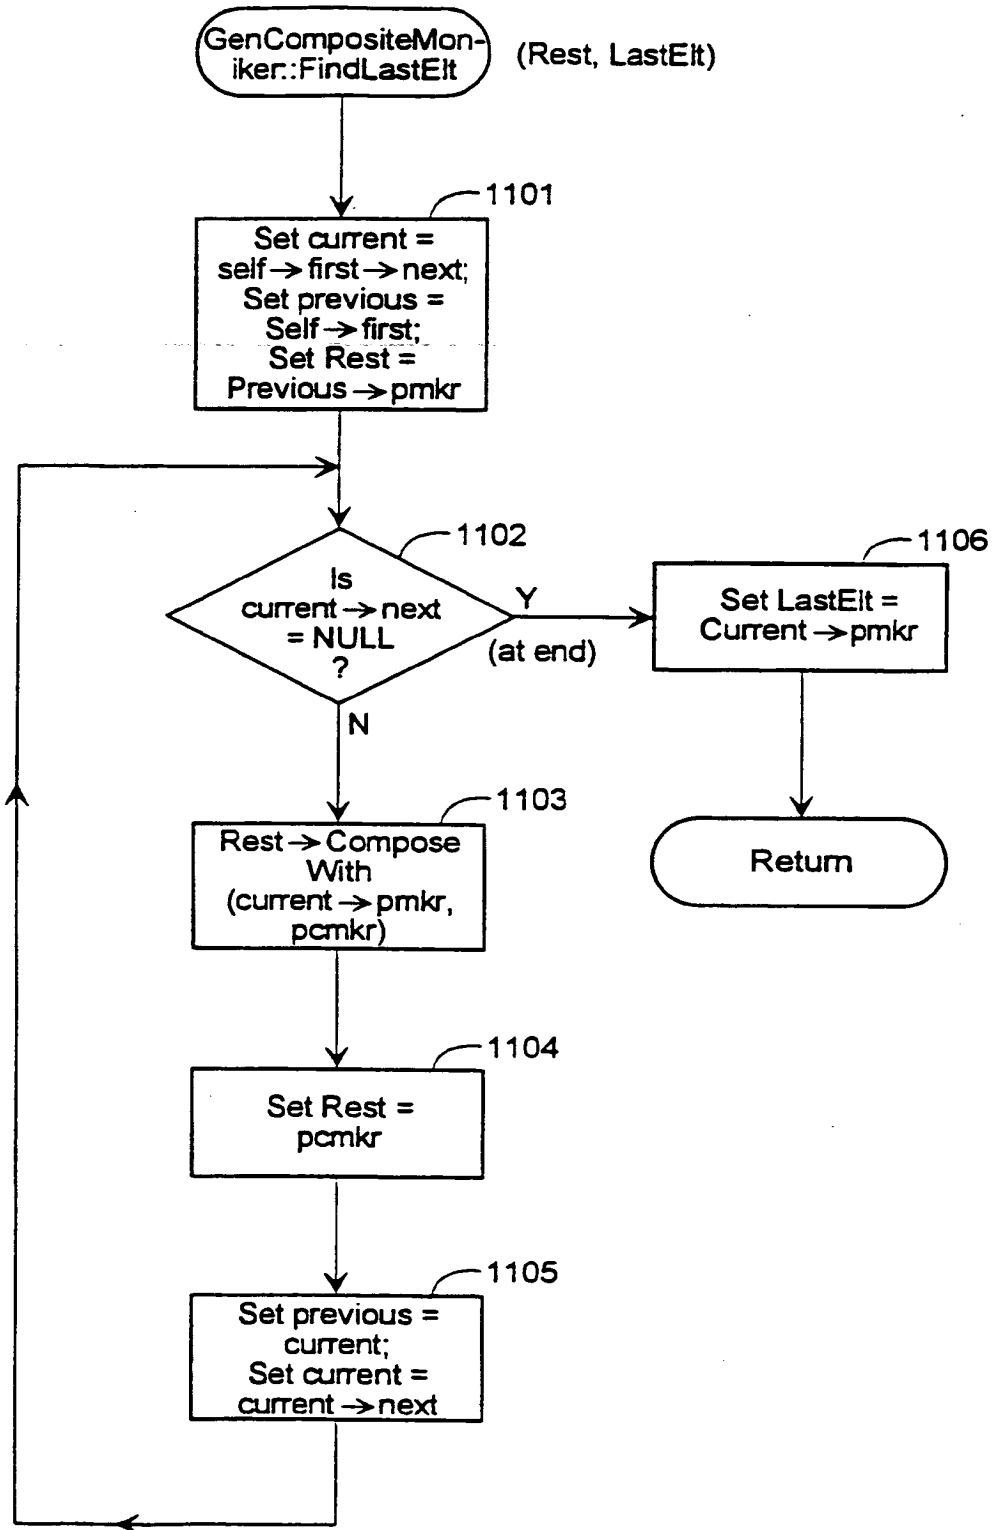 GenCompositeMon-
iker::FindLastElt
(Rest, LastElt)
1101
Set current =
self→first→next;
Set previous =
Self→first;
Set Rest =
Previous→pmkr
1102
Is
current→next
= NULL
?
Y
(at end)
N
1106
Set LastElt =
Current→pmkr
Return
1103
Rest→Compose
With
(current→pmkr,
pcmkr)
1104
Set Rest =
pcmkr
1105
Set previous =
current;
Set current =
current→next